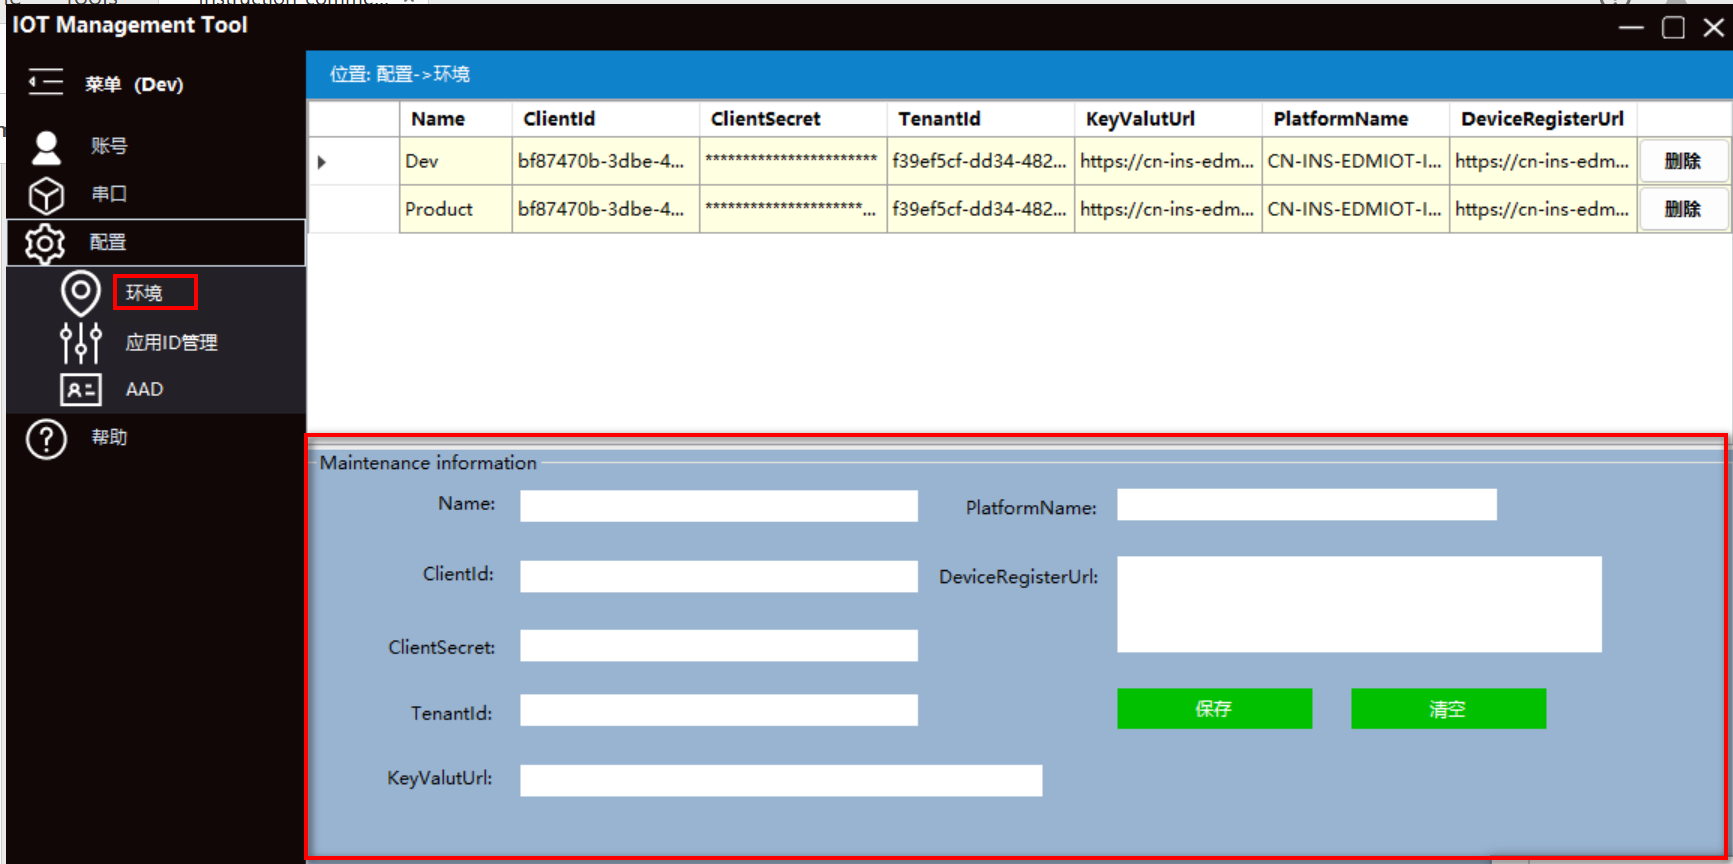 IOT Management Tool
菜单 (Dev)
位置: 配置->环境
账号
串口
配置
环境
应用ID管理
AAD
帮助
Name ClientId ClientSecret TenantId KeyValutUrl PlatformName DeviceRegisterUrl
Dev bf87470b-3dbe-4... *********************** f39ef5cf-dd34-482... https://cn-ins-edm... CN-INS-EDMIOT-I... https://cn-ins-edm... 删除
Product bf87470b-3dbe-4... *********************... f39ef5cf-dd34-482... https://cn-ins-edm... CN-INS-EDMIOT-I... https://cn-ins-edm... 删除
Maintenance information
Name:
PlatformName:
ClientId:
DeviceRegisterUrl:
ClientSecret:
TenantId:
保存 清空
KeyValutUrl: